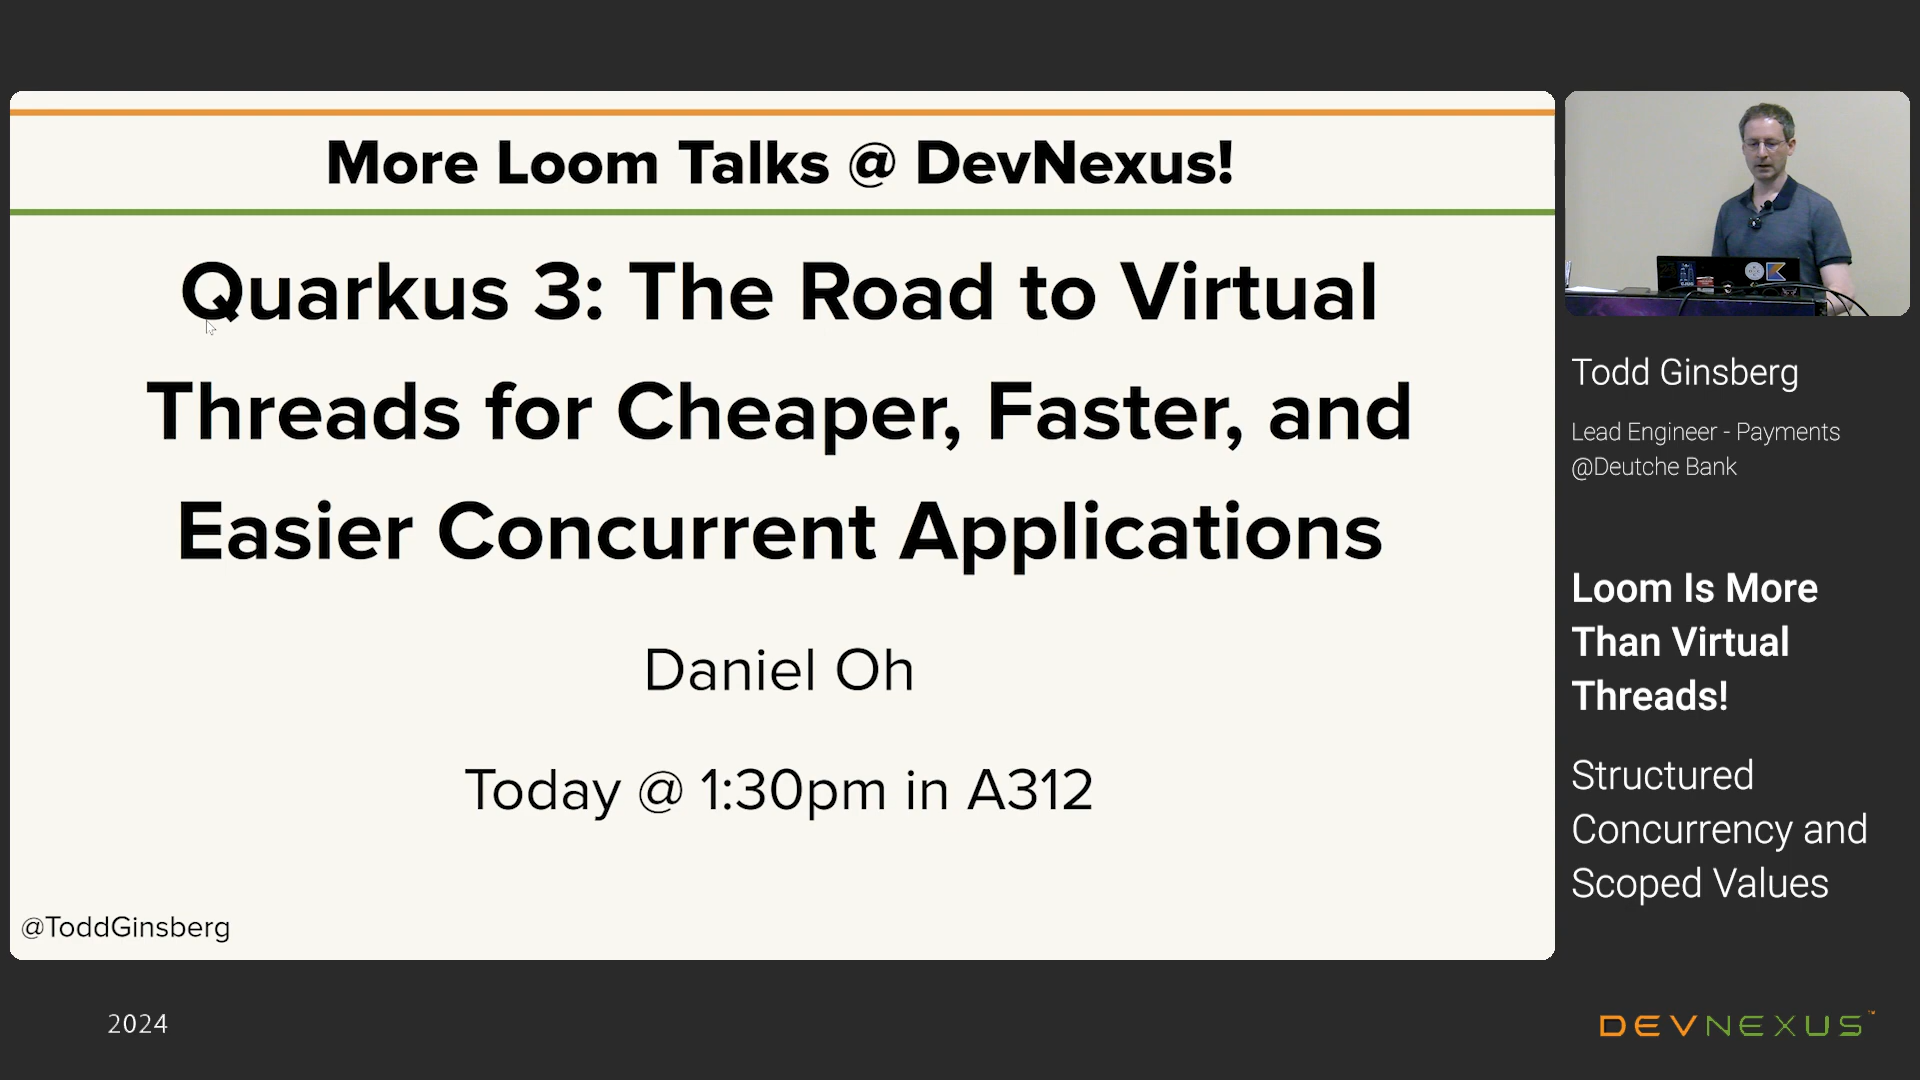 More Loom Talks @ DevNexus!
Quarkus 3: The Road to Virtual
Threads for Cheaper, Faster, and
Easier Concurrent Applications
Daniel Oh
Today @ 1:30pm in A312
@ToddGinsberg
Todd Ginsberg
Lead Engineer - Payments
@Deutche Bank
Loom Is More
Than Virtual
Threads!
Structured
Concurrency and
Scoped Values
2024
DEVNEXUS™